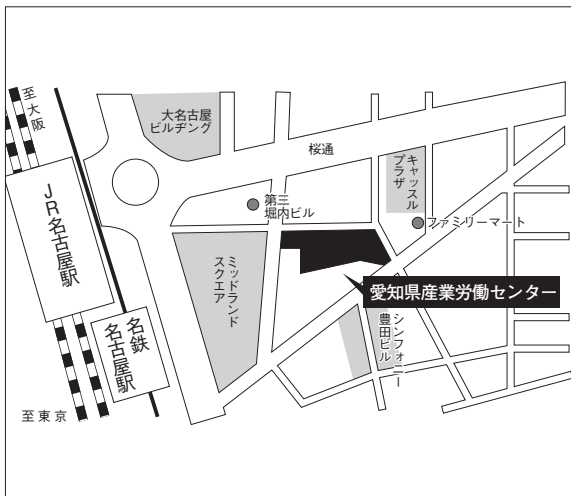 至大阪
JR名古屋駅
名鉄
名古屋駅
至東京
大名古屋
ビルヂング
桜通
第三
堀内ビル
キャッスル
プラザ
ファミリーマート
ミッドランド
スクエア
愛知県産業労働センター
シンフォニー
豊田ビル